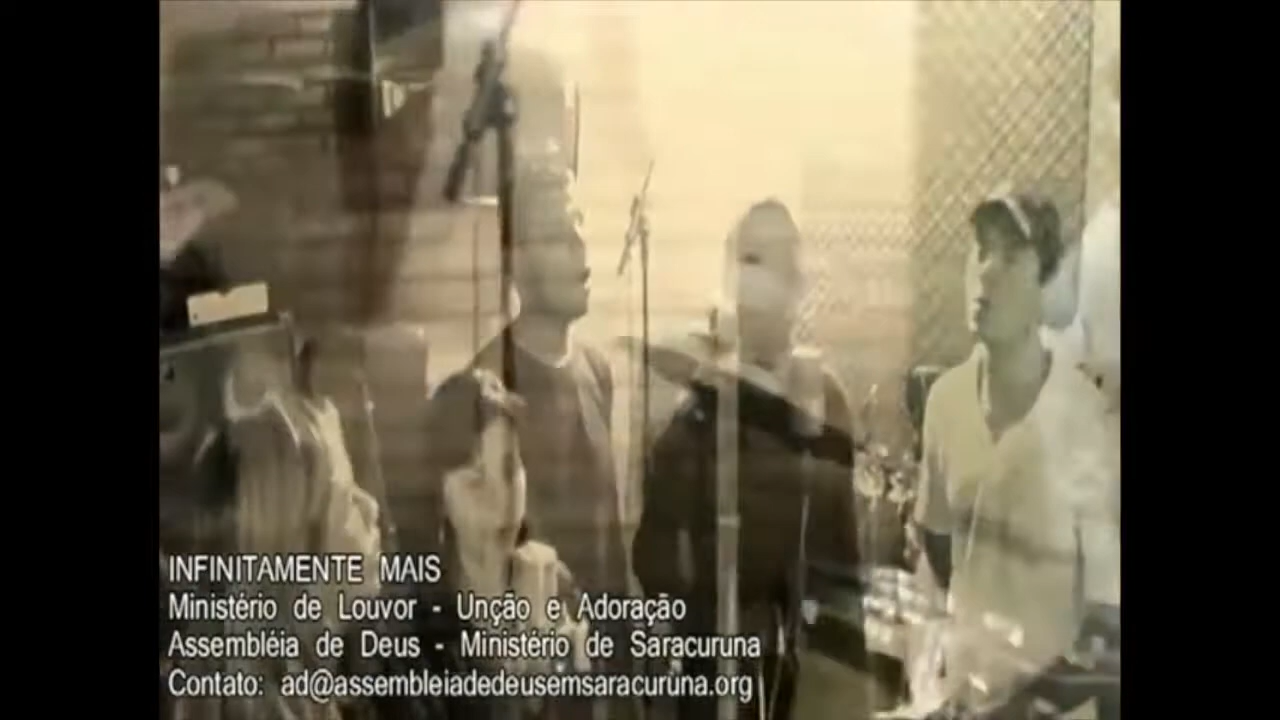 INFINITAMENTE MAIS
Ministério de Louvor - Unção e Adoração
Assembléia de Deus - Ministério de Saracuruna
Contato: ad@assembleiadedeusemsaracuruna.org